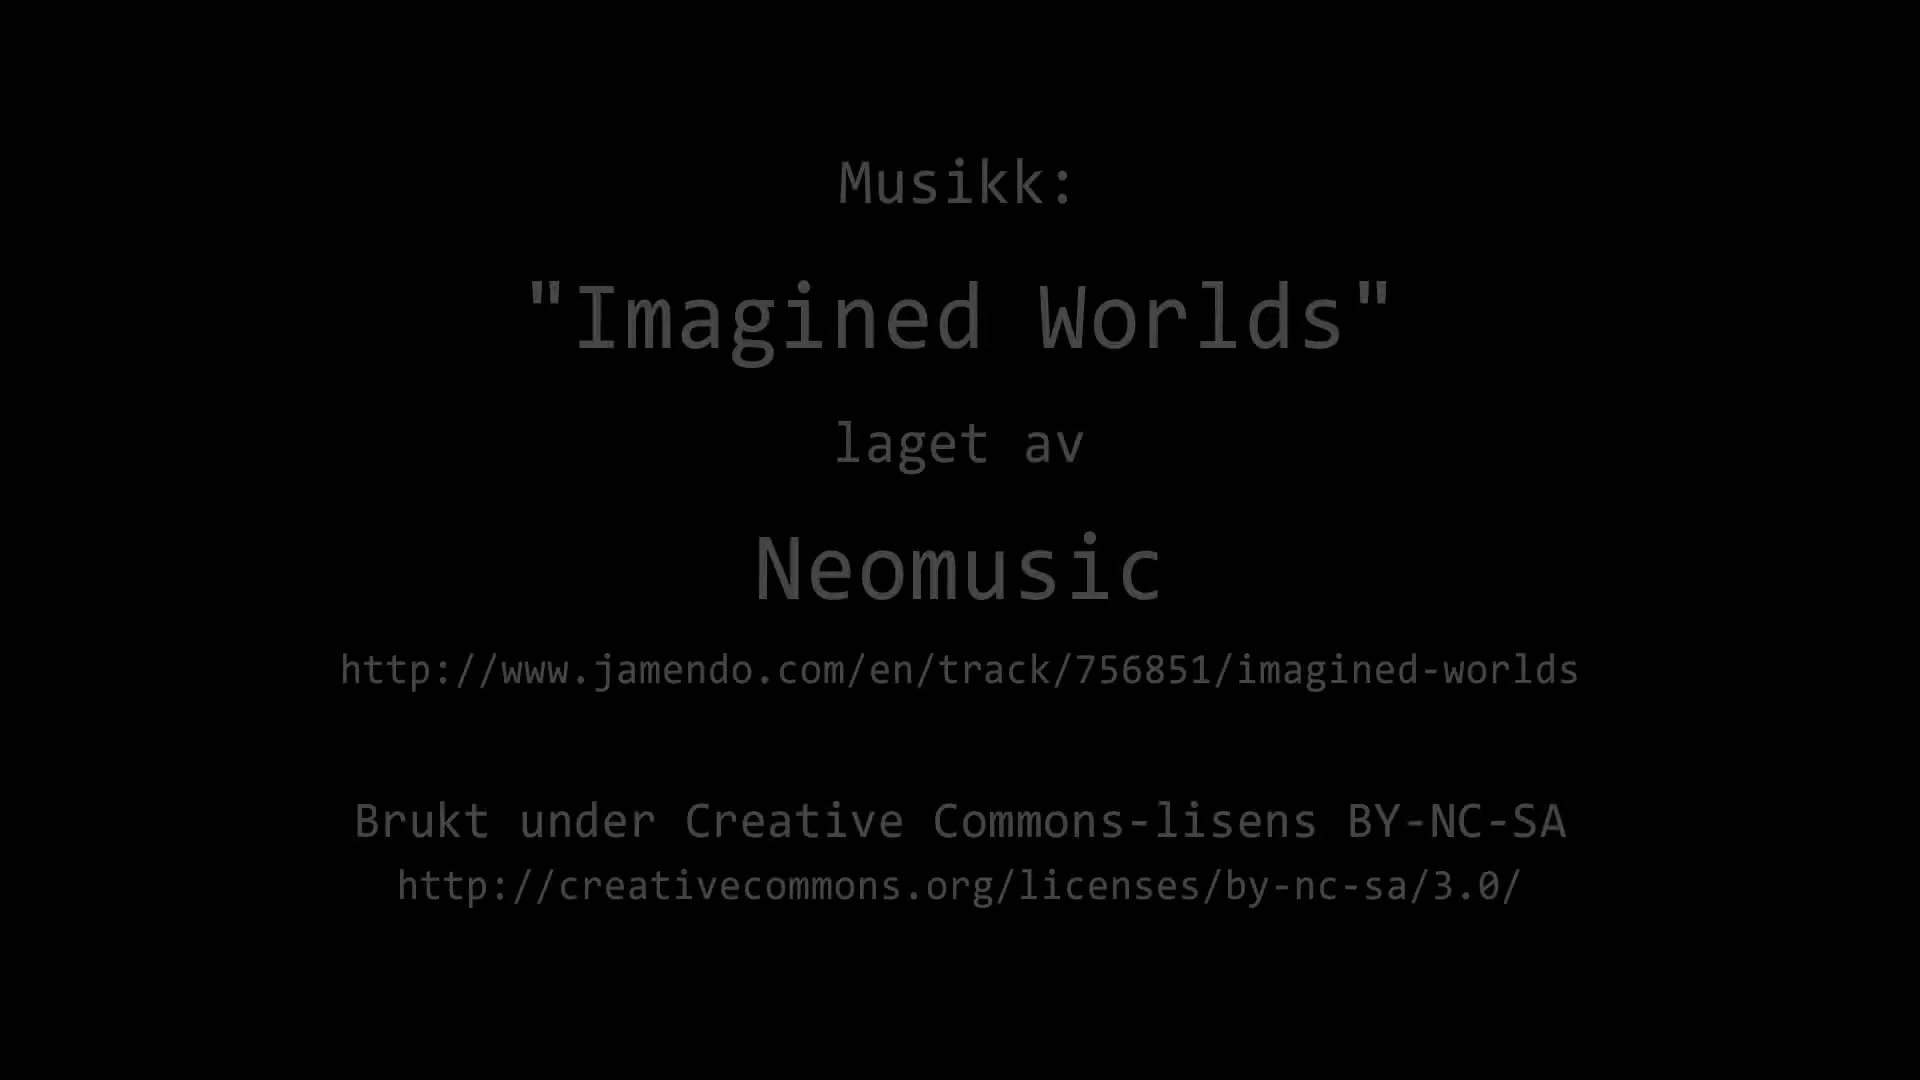 Musikk:
"Imagined Worlds"
laget av
Neomusic
http://www.jamendo.com/en/track/756851/imagined-worlds
Brukt under Creative Commons-lisens BY-NC-SA
http://creativecommons.org/licenses/by-nc-sa/3.0/